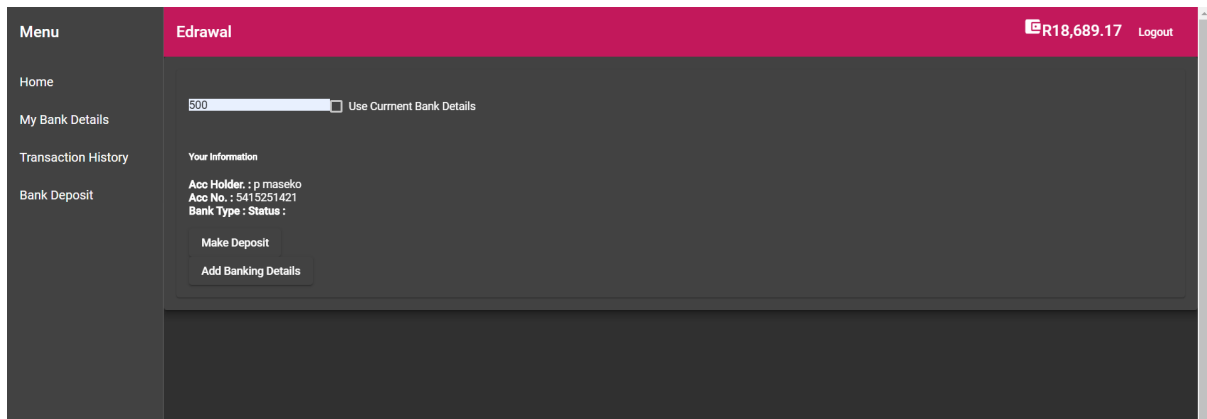 Menu
Edrawal
R18,689.17 Logout
Home
My Bank Details
Transaction History
Bank Deposit
500 Use Currnent Bank Details
Your Information
Acc Holder. : p maseko
Acc No. : 5415251421
Bank Type : Status :
Make Deposit
Add Banking Details